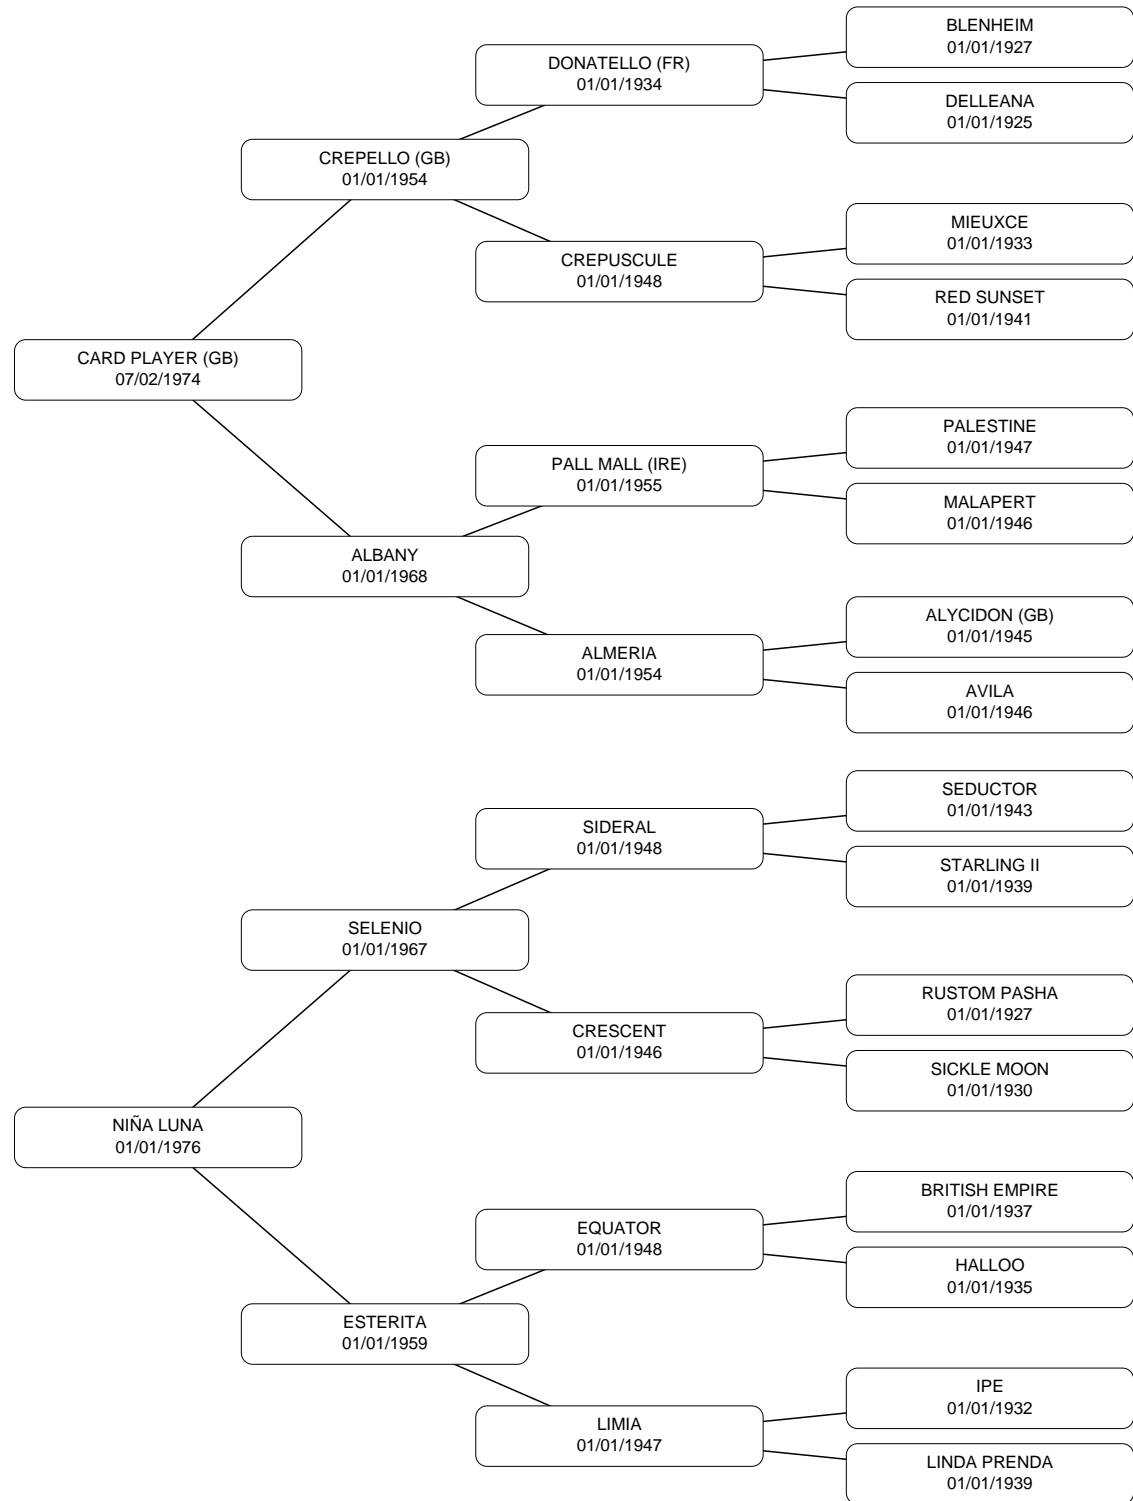 BLENHEIM
01/01/1927
DONATELLO (FR)
01/01/1934
DELLEANA
01/01/1925
CREPELLO (GB)
01/01/1954
MIEUXCE
01/01/1933
CREPUSCULE
01/01/1948
RED SUNSET
01/01/1941
CARD PLAYER (GB)
07/02/1974
PALESTINE
01/01/1947
PALL MALL (IRE)
01/01/1955
MALAPERT
01/01/1946
ALBANY
01/01/1968
ALYCIDON (GB)
01/01/1945
ALMERIA
01/01/1954
AVILA
01/01/1946
SEDUCTOR
01/01/1943
SIDERAL
01/01/1948
STARLING II
01/01/1939
SELENIO
01/01/1967
RUSTOM PASHA
01/01/1927
CRESCENT
01/01/1946
SICKLE MOON
01/01/1930
NIÑA LUNA
01/01/1976
BRITISH EMPIRE
01/01/1937
EQUATOR
01/01/1948
HALLOO
01/01/1935
ESTERITA
01/01/1959
IPE
01/01/1932
LIMIA
01/01/1947
LINDA PRENDA
01/01/1939